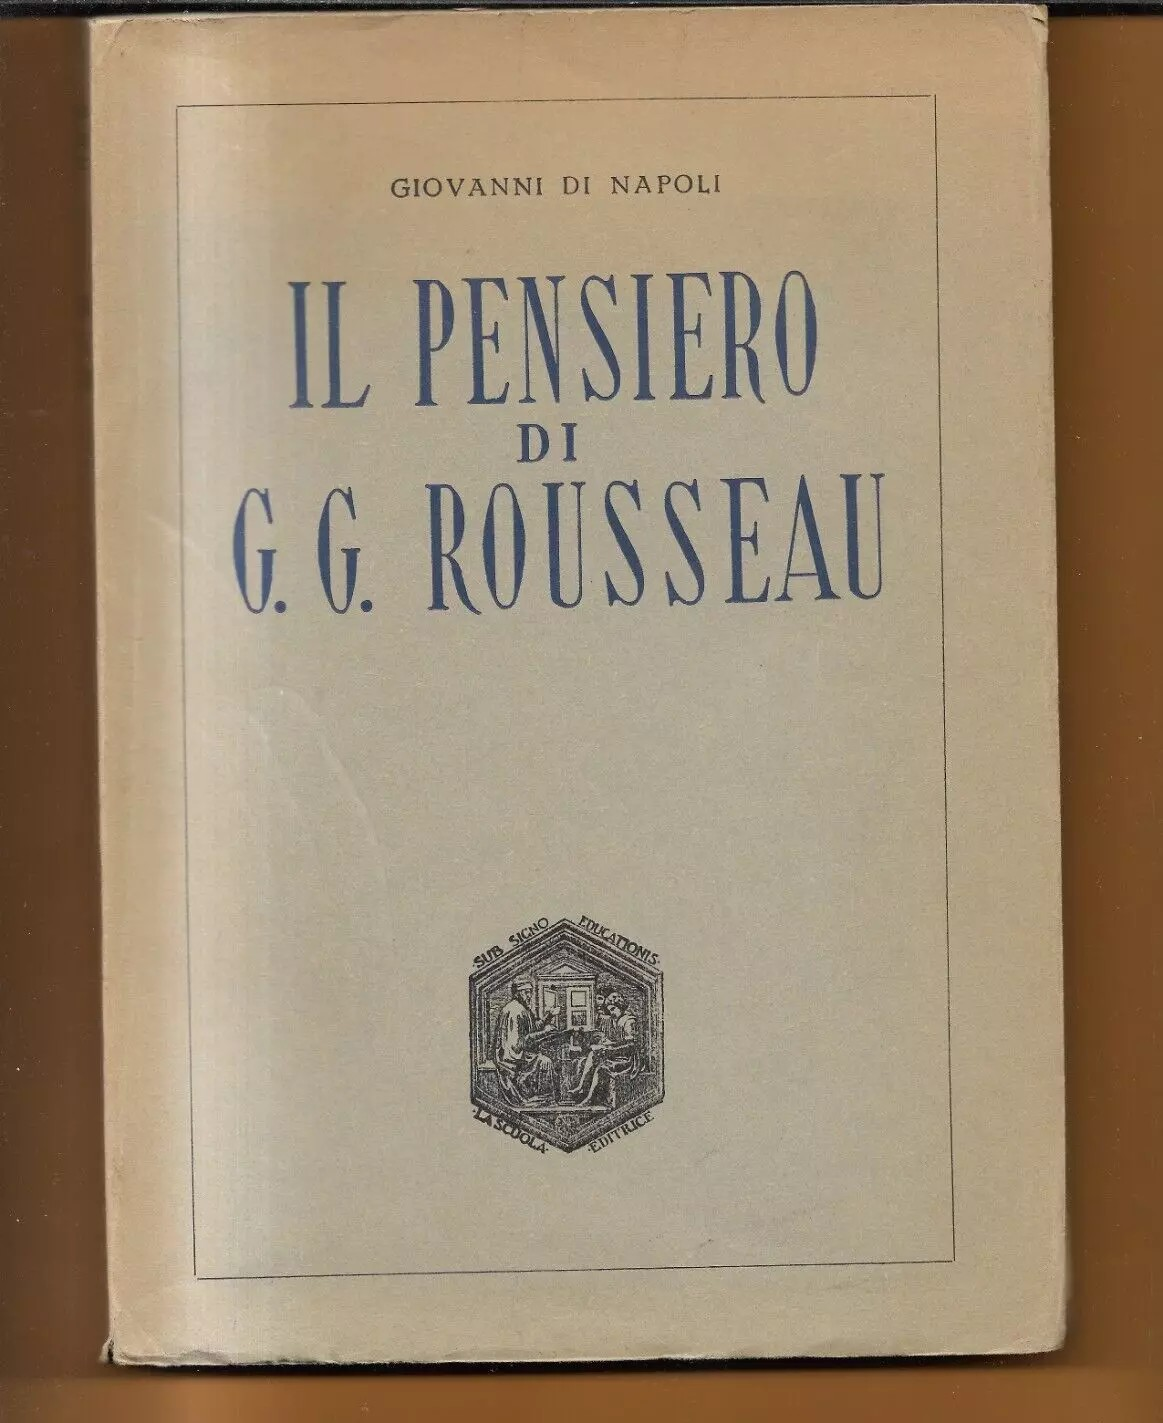 GIOVANNI DI NAPOLI
IL PENSIERO
DI
G. G. ROUSSEAU
SUB SIGNO EDUCATIONIS
LA SCUOLA EDITRICE